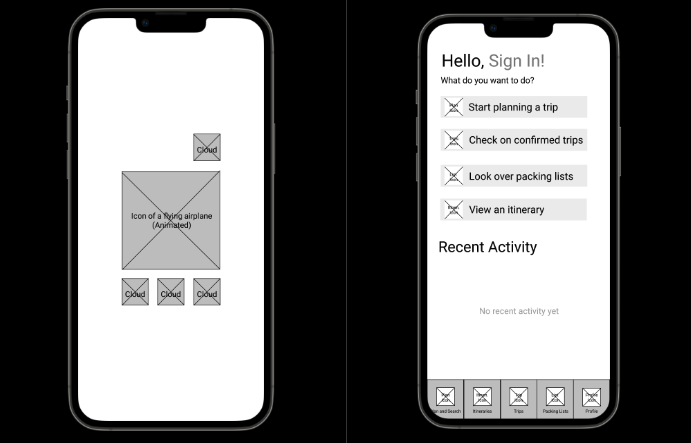 Cloud
Icon of a flying airplane
(Animated)
Cloud
Cloud
Cloud
Hello, Sign In!
What do you want to do?
Start planning a trip
Check on confirmed trips
Look over packing lists
View an itinerary
Recent Activity
No recent activity yet
and Search
Itineraries
Trips
Packing Lists
Profile